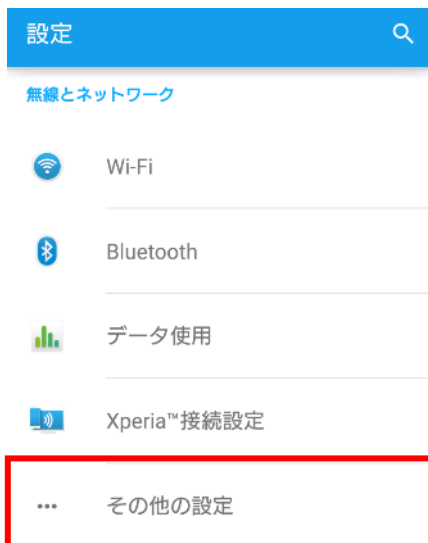 設定
無線とネットワーク
Wi-Fi
Bluetooth
データ使用
Xperia™接続設定
その他の設定